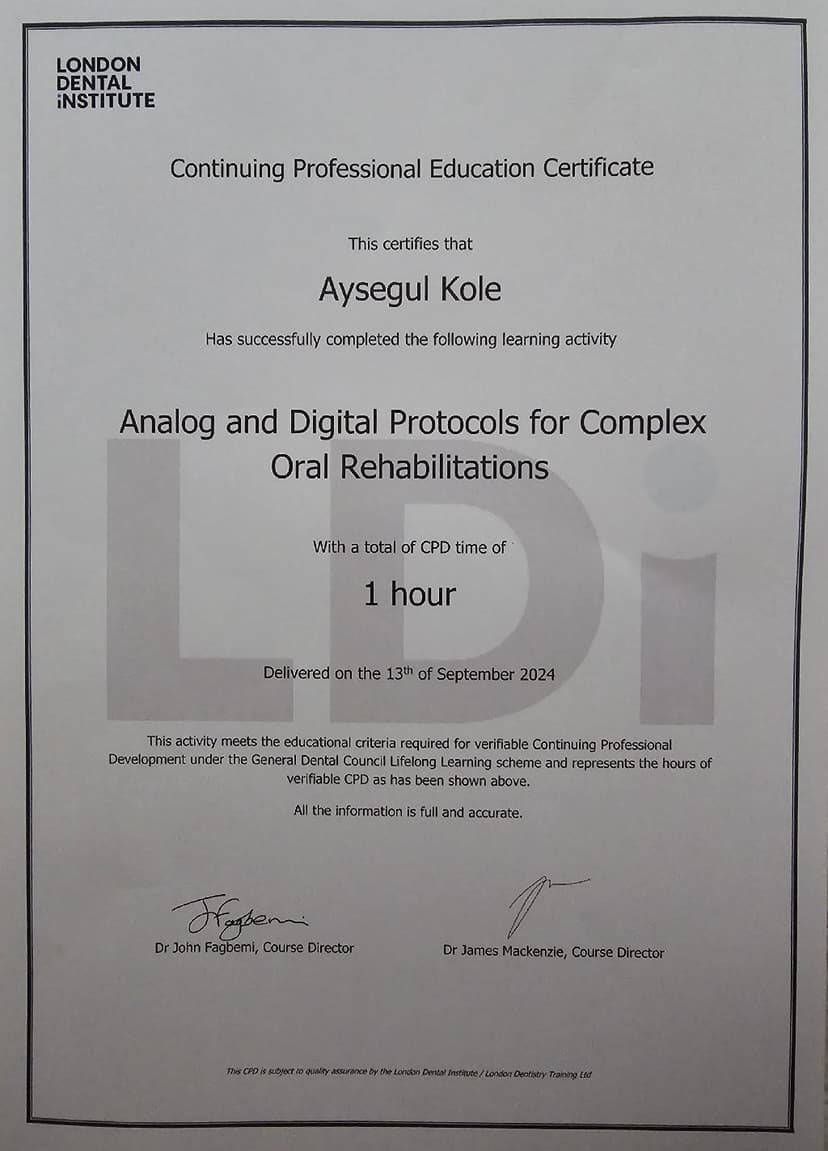 LONDON
DENTAL
iNSTITUTE
Continuing Professional Education Certificate
This certifies that
Aysegul Kole
Has successfully completed the following learning activity
Analog and Digital Protocols for Complex
Oral Rehabilitations
LDi
With a total of CPD time of
1 hour
Delivered on the 13th of September 2024
This activity meets the educational criteria required for verifiable Continuing Professional
Development under the General Dental Council Lifelong Learning scheme and represents the hours of
verifiable CPD as has been shown above.
All the information is full and accurate.
JFagbemi
Dr John Fagbemi, Course Director
Dr James Mackenzie, Course Director
This CPD is subject to quality assurance by the London Dental Institute / London Dentistry Training Ltd